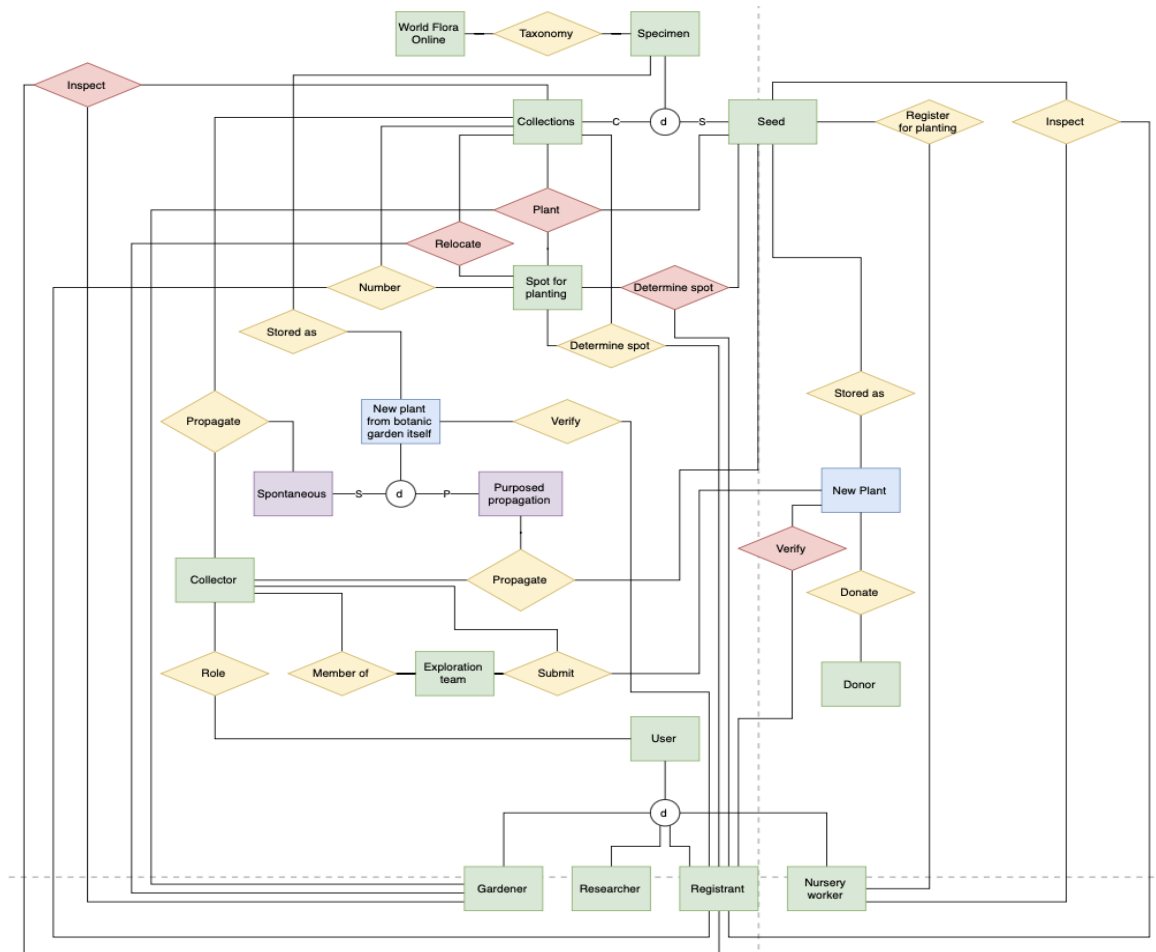 World Flora
Online
Taxonomy
Specimen
Inspect
Collections
C
d
S
Seed
Register
for planting
Inspect
Plant
Relocate
Number
Spot for
planting
Determine spot
Stored as
Determine spot
Stored as
Propagate
New plant
from botanic
garden itself
Verify
Spontaneous
S
d
P
Purposed
propagation
New Plant
Verify
Collector
Propagate
Donate
Role
Member of
Exploration
team
Submit
Donor
User
d
Gardener
Researcher
Registrant
Nursery
worker